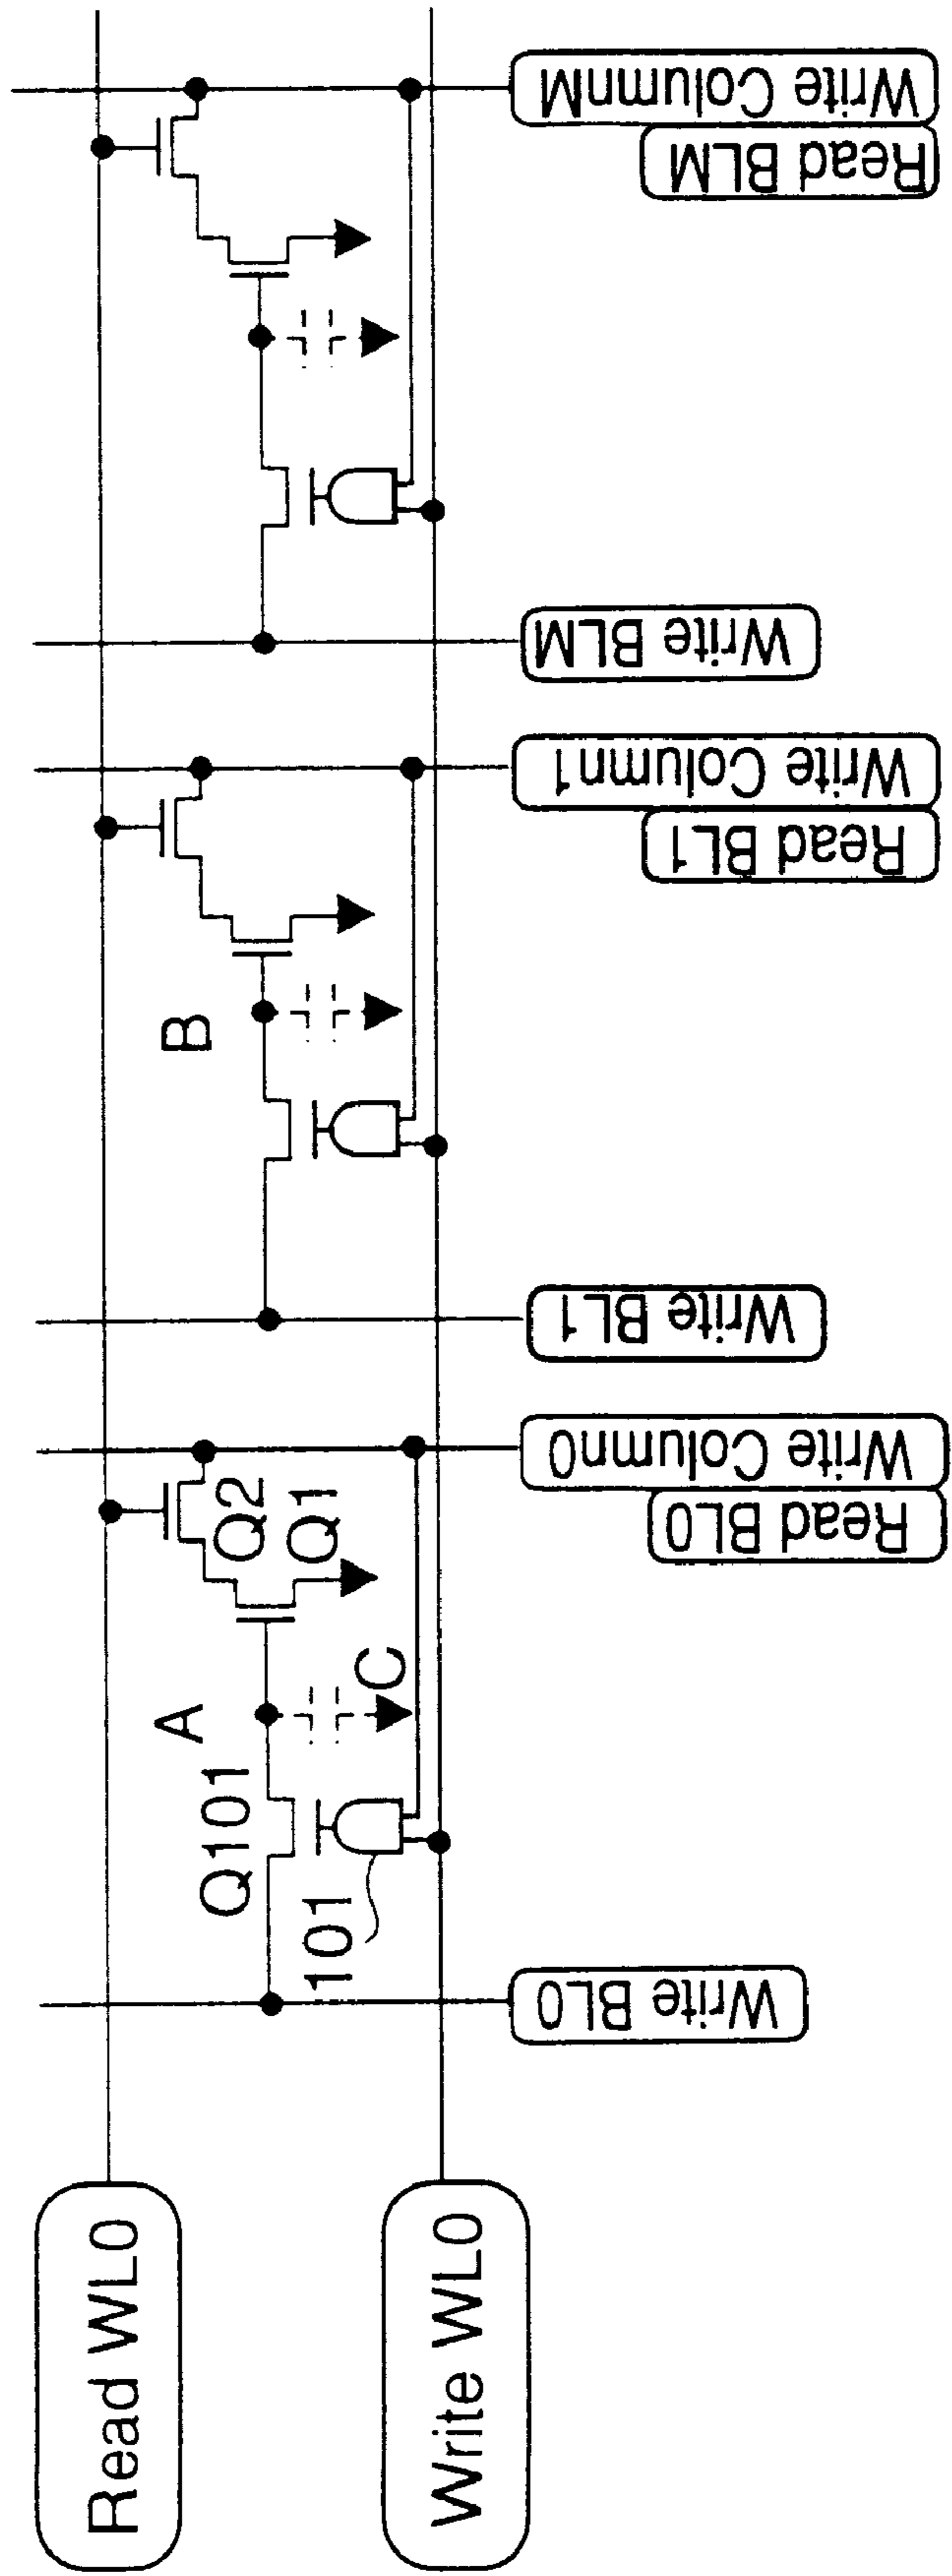 Read WL0
Write WL0
Write BL0
Q101
101
A
C
Q2
Q1
Write Column0
Read BL0
Write BL1
B
Write Column1
Read BL1
Write BLM
Write ColumnM
Read BLM